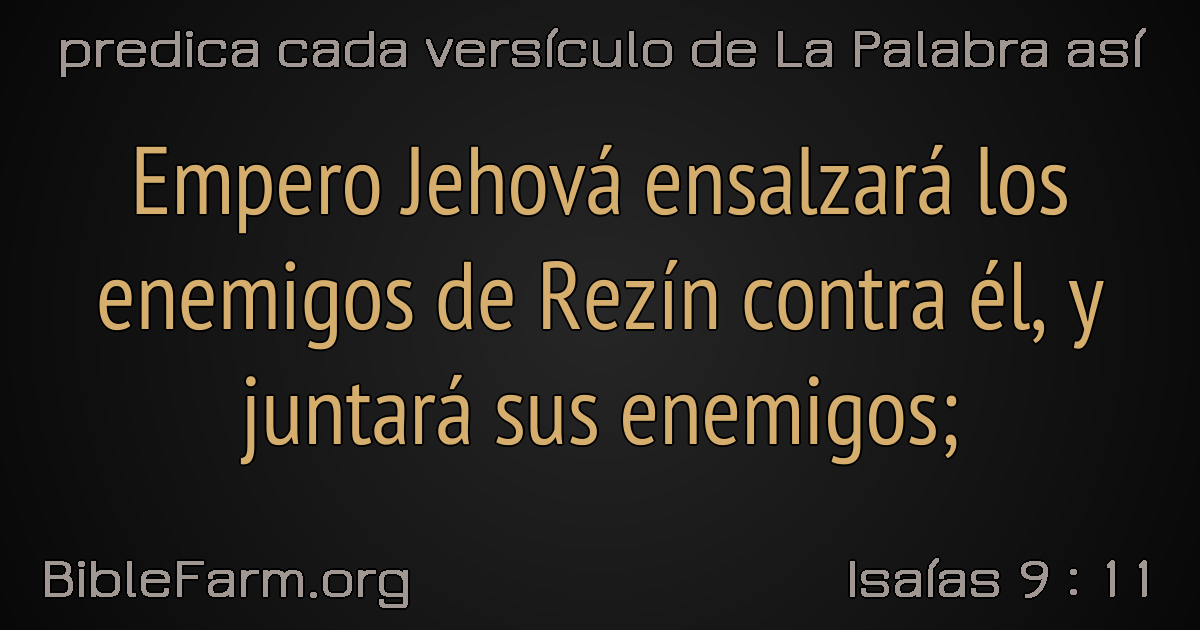 predica cada versículo de La Palabra así
Empero Jehová ensalzará los
enemigos de Rezín contra él, y
juntará sus enemigos;
BibleFarm.org
Isaías 9 : 11